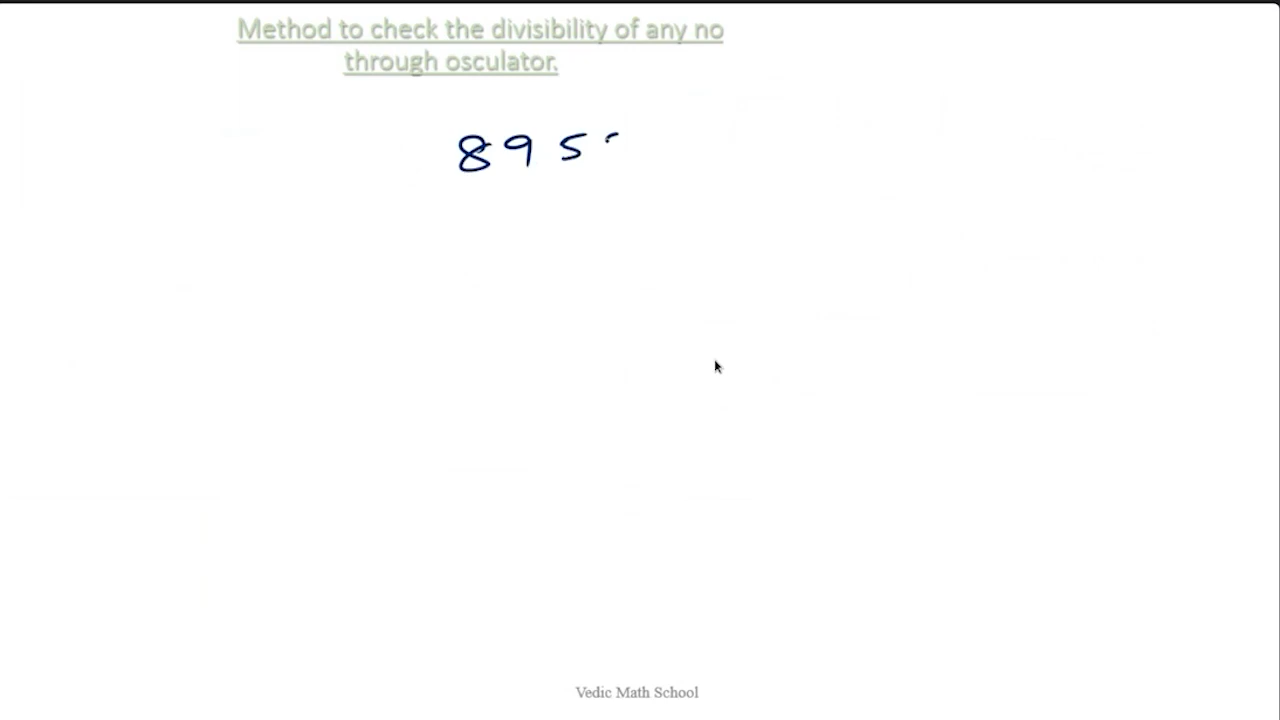 Method to check the divisibility of any no
through osculator.
895
Vedic Math School